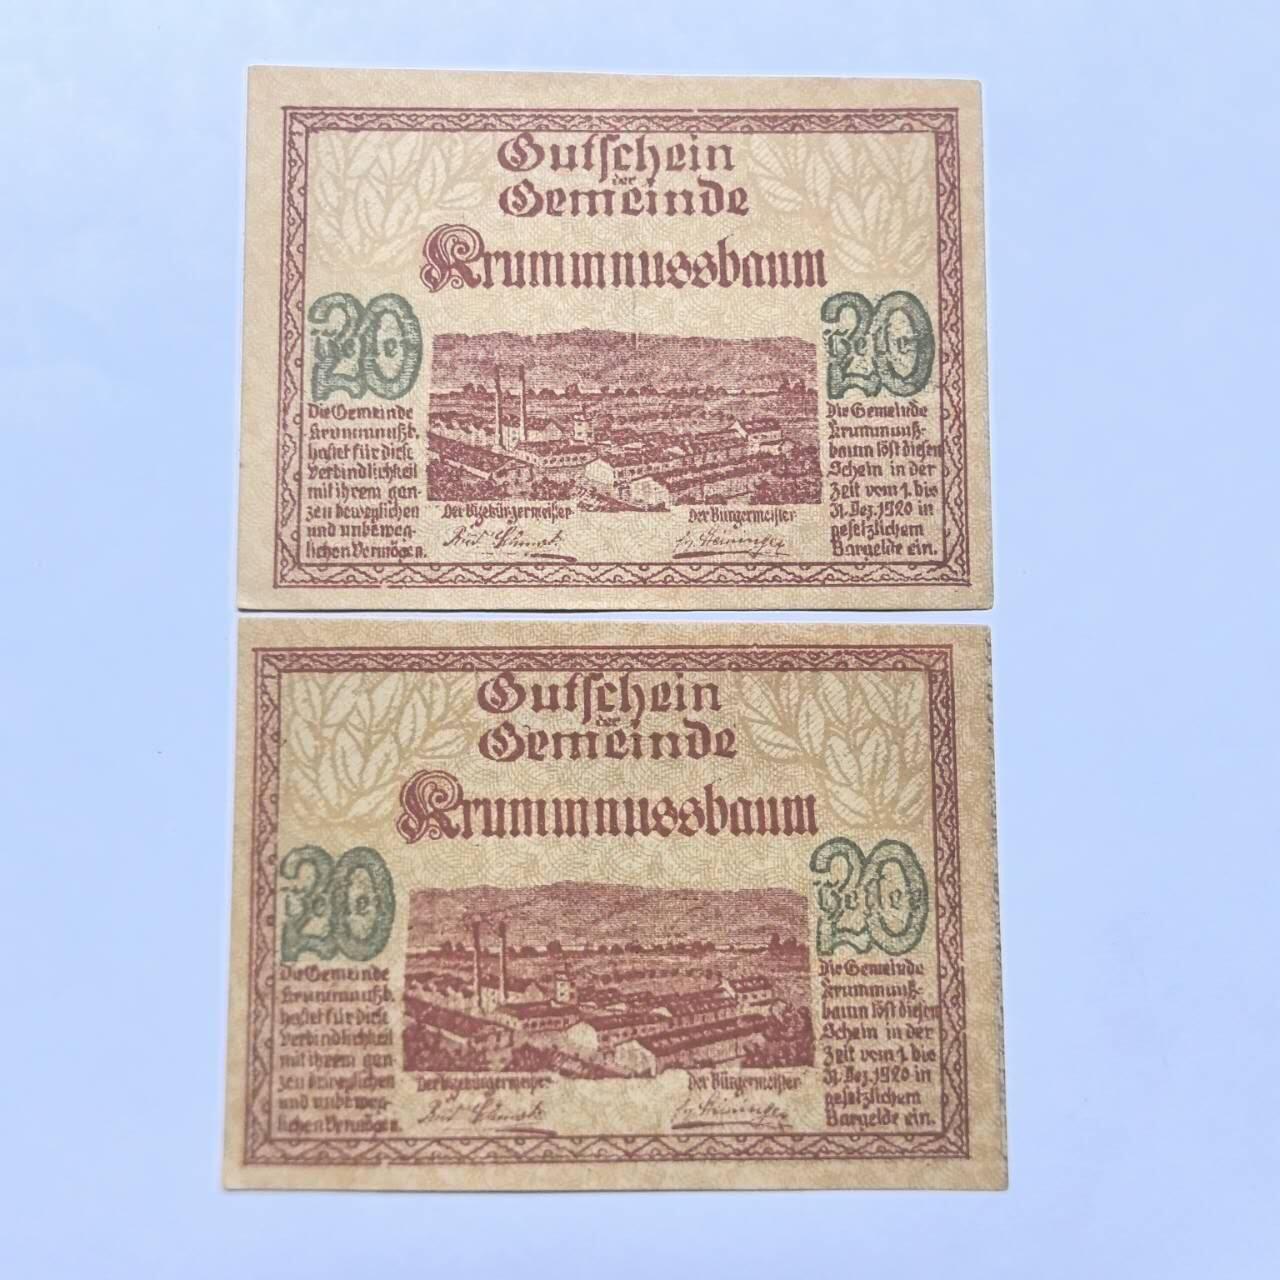 Gutschein
der
Gemeinde
Krummnussbaum
20
Heller
Die Gemeinde
Krummnußb.
haftet für diese
Verbindlichkeit
mit ihrem gan-
zen beweglichen
und unbeweg-
lichen Vermögen.
Der Vizebürgermeister
Der Bürgermeister
20
Heller
Die Gemeinde
Krummnuß-
baum löst diesen
Schein in der
Zeit vom 1. bis
31. Dez. 1920 in
gesetzlichem
Bargelde ein.
Gutschein
der
Gemeinde
Krummnussbaum
20
Heller
Die Gemeinde
Krummnußb.
haftet für diese
Verbindlichkeit
mit ihrem gan-
zen beweglichen
und unbeweg-
lichen Vermögen.
Der Vizebürgermeister
Der Bürgermeister
20
Heller
Die Gemeinde
Krummnuß-
baum löst diesen
Schein in der
Zeit vom 1. bis
31. Dez. 1920 in
gesetzlichem
Bargelde ein.